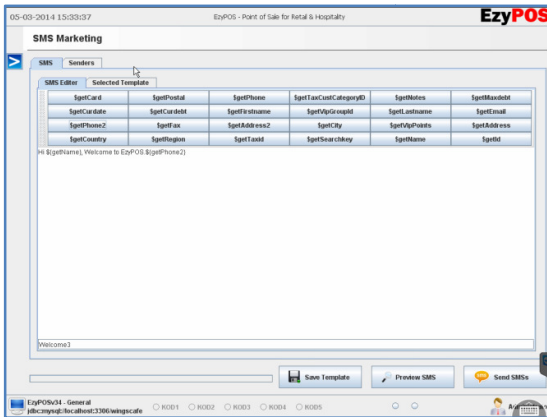 05-03-2014 15:33:37
EzyPOS - Point of Sale for Retail & Hospitality
EzyPOS
SMS Marketing
SMS Senders
SMS Editor Selected Template
$getCard $getPostal $getPhone $getTaxCustCategoryID $getNotes $getMaxdebt
$getCurdate $getCurdebt $getFirstname $getVipGroupId $getLastname $getEmail
$getPhone2 $getFax $getAddress2 $getCity $getVipPoints $getAddress
$getCountry $getRegion $getTaxid $getSearchkey $getName $getId
Hi $(getName), Welcome to EzyPOS.$(getPhone2)
Welcome3
Save Template Preview SMS Send SMSs
EzyPOSv34 - General
jdbc:mysql://localhost:3306/wingscafe
KOD1 KOD2 KOD3 KOD4 KOD5